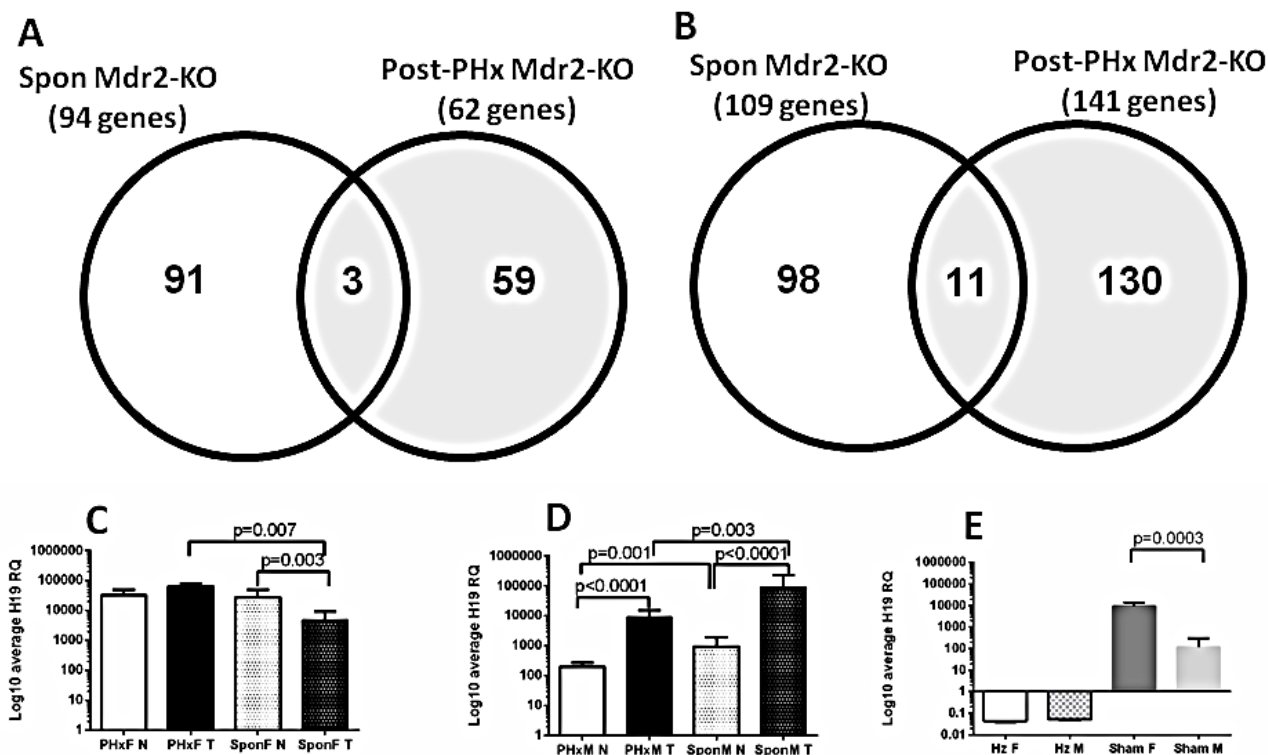 A
Spon Mdr2-KO
(94 genes)
Post-PHx Mdr2-KO
(62 genes)
91
3
59
B
Spon Mdr2-KO
(109 genes)
Post-PHx Mdr2-KO
(141 genes)
98
11
130
C
Log10 average H19 RQ
1000000
100000
10000
1000
100
10
1
p=0.007
p=0.003
PHxF N
PHxF T
SponF N
SponF T
D
Log10 average H19 RQ
1000000
100000
10000
1000
100
10
1
p=0.003
p=0.001
p<0.0001
p<0.0001
PHxM N
PHxM T
SponM N
SponM T
E
Log10 average H19 RQ
1000000
100000
10000
1000
100
10
1
0.1
0.01
p=0.0003
Hz F
Hz M
Sham F
Sham M